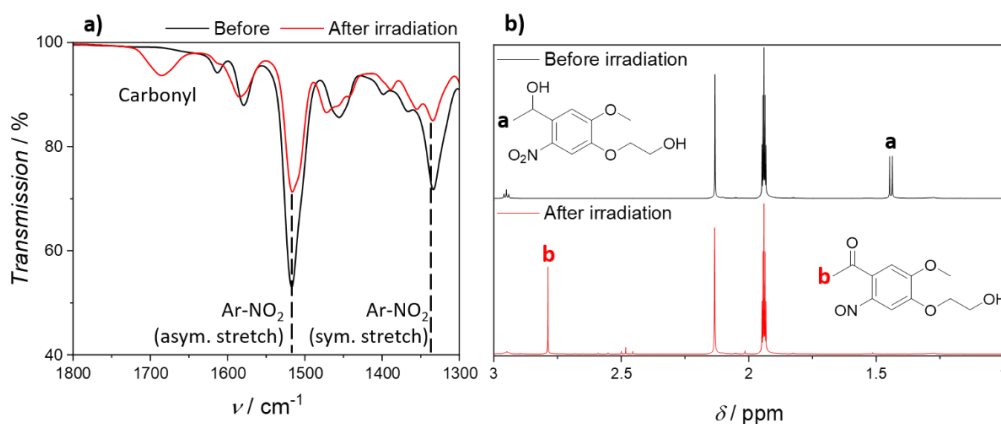 a)
Before
After irradiation
100
80
60
40
Transmission / %
Carbonyl
Ar-NO₂
(asym. stretch)
Ar-NO₂
(sym. stretch)
1800
1700
1600
1500
1400
1300
ν / cm⁻¹
b)
Before irradiation
OH
a
O
NO₂
O
OH
a
After irradiation
b
O
b
O
ON
O
OH
3
2.5
2
1.5
δ / ppm